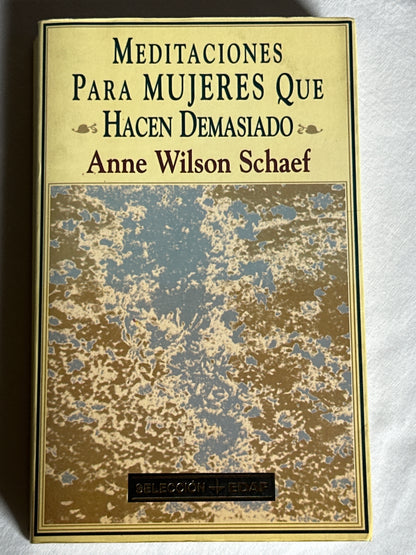 MEDITACIONES
PARA MUJERES QUE
HACEN DEMASIADO
Anne Wilson Schaef
SELECCIÓN + EDAF